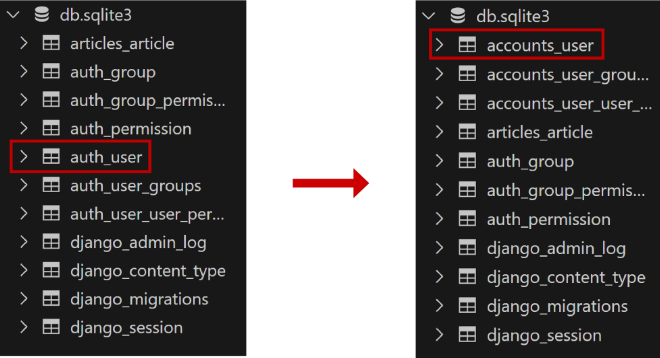 db.sqlite3
articles_article
auth_group
auth_group_permis...
auth_permission
auth_user
auth_user_groups
auth_user_user_per...
django_admin_log
django_content_type
django_migrations
django_session
db.sqlite3
accounts_user
accounts_user_grou...
accounts_user_user_...
articles_article
auth_group
auth_group_permis...
auth_permission
django_admin_log
django_content_type
django_migrations
django_session